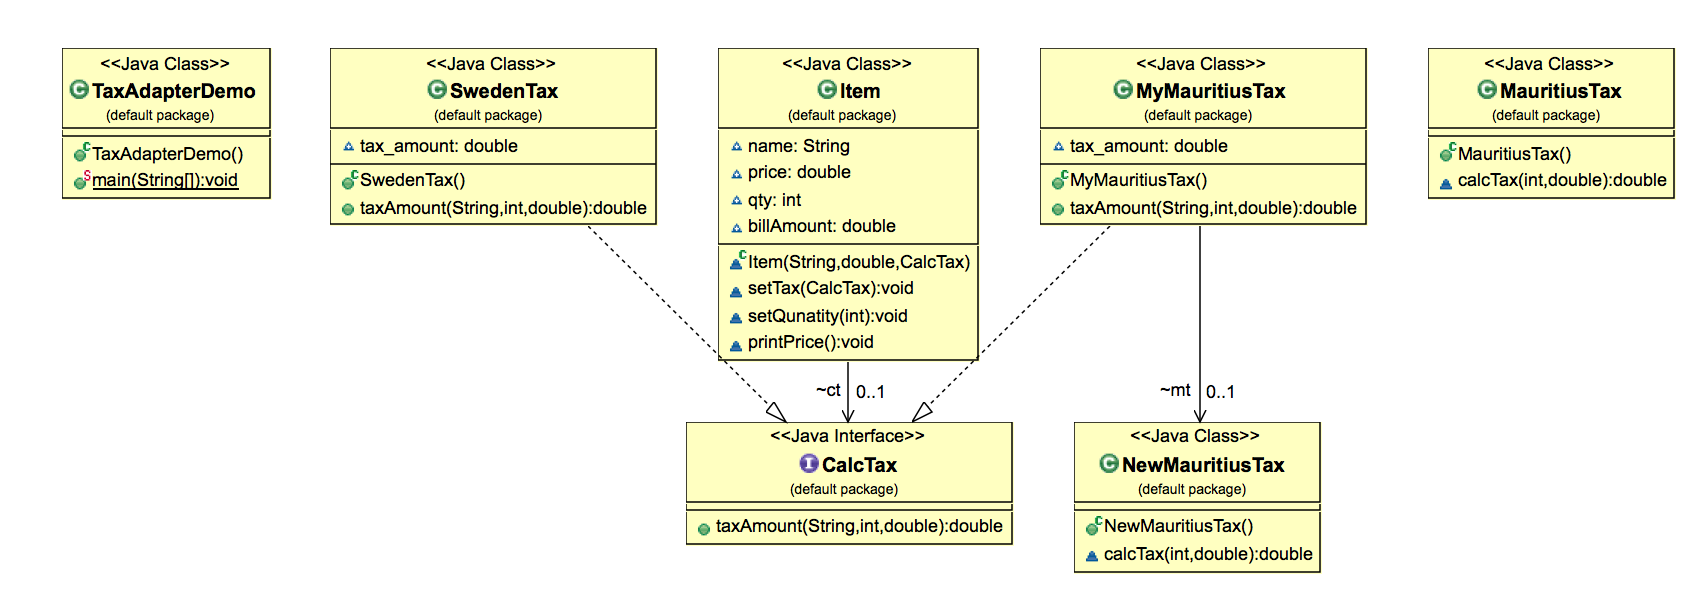 <<Java Class>>
TaxAdapterDemo
(default package)
TaxAdapterDemo()
main(String[]):void
<<Java Class>>
SwedenTax
(default package)
tax_amount: double
SwedenTax()
taxAmount(String,int,double):double
<<Java Class>>
Item
(default package)
name: String
price: double
qty: int
billAmount: double
Item(String,double,CalcTax)
setTax(CalcTax):void
setQunatity(int):void
printPrice():void
<<Java Class>>
MyMauritiusTax
(default package)
tax_amount: double
MyMauritiusTax()
taxAmount(String,int,double):double
<<Java Class>>
MauritiusTax
(default package)
MauritiusTax()
calcTax(int,double):double
~ct 0..1
~mt 0..1
<<Java Interface>>
CalcTax
(default package)
taxAmount(String,int,double):double
<<Java Class>>
NewMauritiusTax
(default package)
NewMauritiusTax()
calcTax(int,double):double